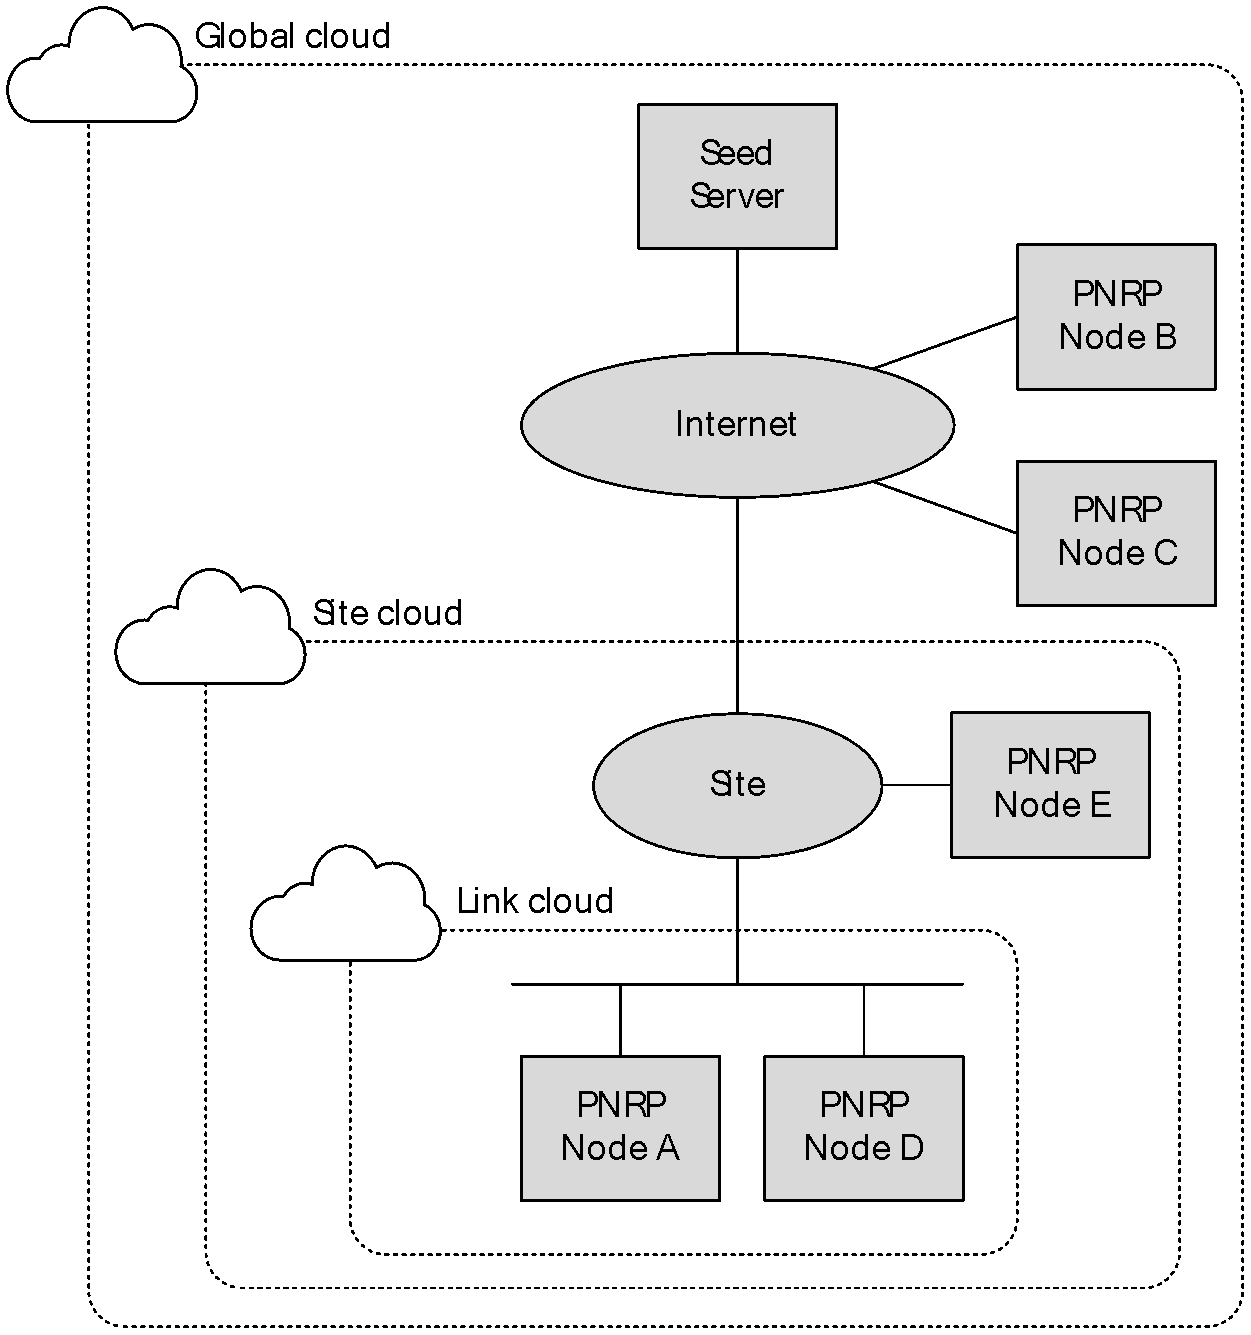 Global cloud
Seed
Server
PNRP
Node B
Internet
PNRP
Node C
Site cloud
Site
PNRP
Node E
Link cloud
PNRP
Node A
PNRP
Node D